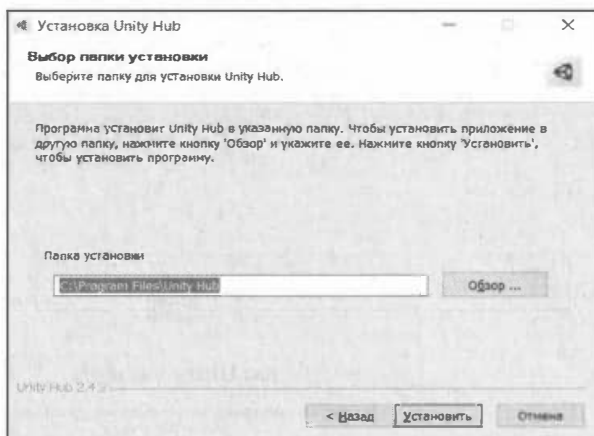 Установка Unity Hub
Выбор папки установки
Выберите папку для установки Unity Hub.
Программа установит Unity Hub в указанную папку. Чтобы установить приложение в
другую папку, нажмите кнопку 'Обзор' и укажите ее. Нажмите кнопку 'Установить',
чтобы установить программу.
Папка установки
C:\Program Files\Unity Hub
Обзор ...
Unity Hub
< Назад
Установить
Отмена